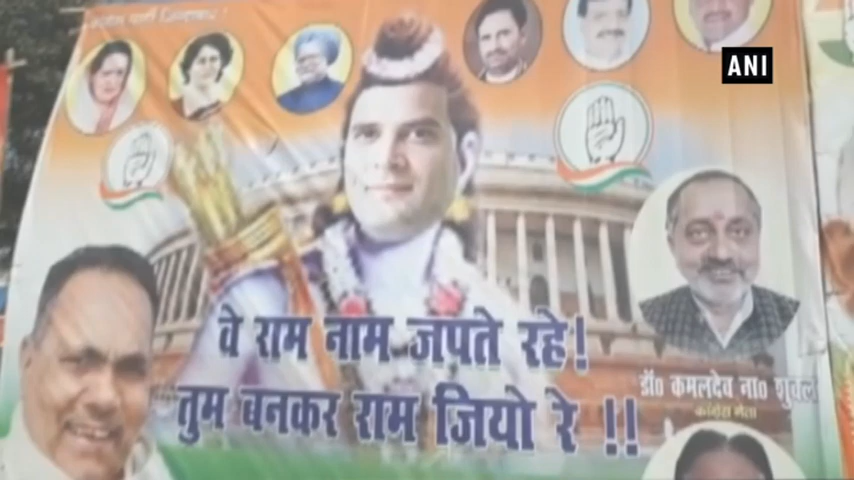 कांग्रेस पार्टी जिन्दाबाद !
ANI
वे राम नाम जपते रहे!
तुम बनकर राम जियो रे !!
डॉ० कमलदेव ना० शुक्ल
कांग्रेस नेता